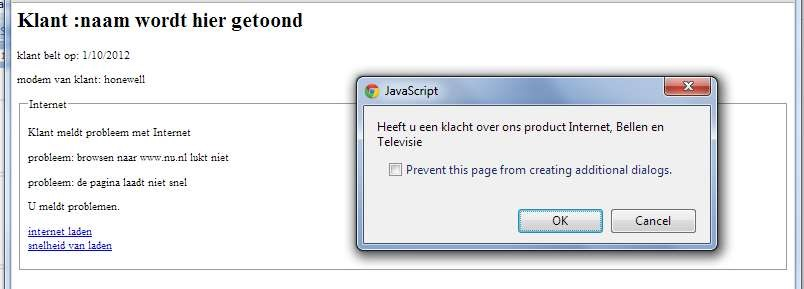 Klant :naam wordt hier getoond
klant belt op: 1/10/2012
modem van klant: honewell
Internet
Klant meldt probleem met Internet
probleem: browsen naar www.nu.nl lukt niet
probleem: de pagina laadt niet snel
U meldt problemen.
internet laden
snelheid van laden
JavaScript
Heeft u een klacht over ons product Internet, Bellen en
Televisie
Prevent this page from creating additional dialogs.
OK
Cancel